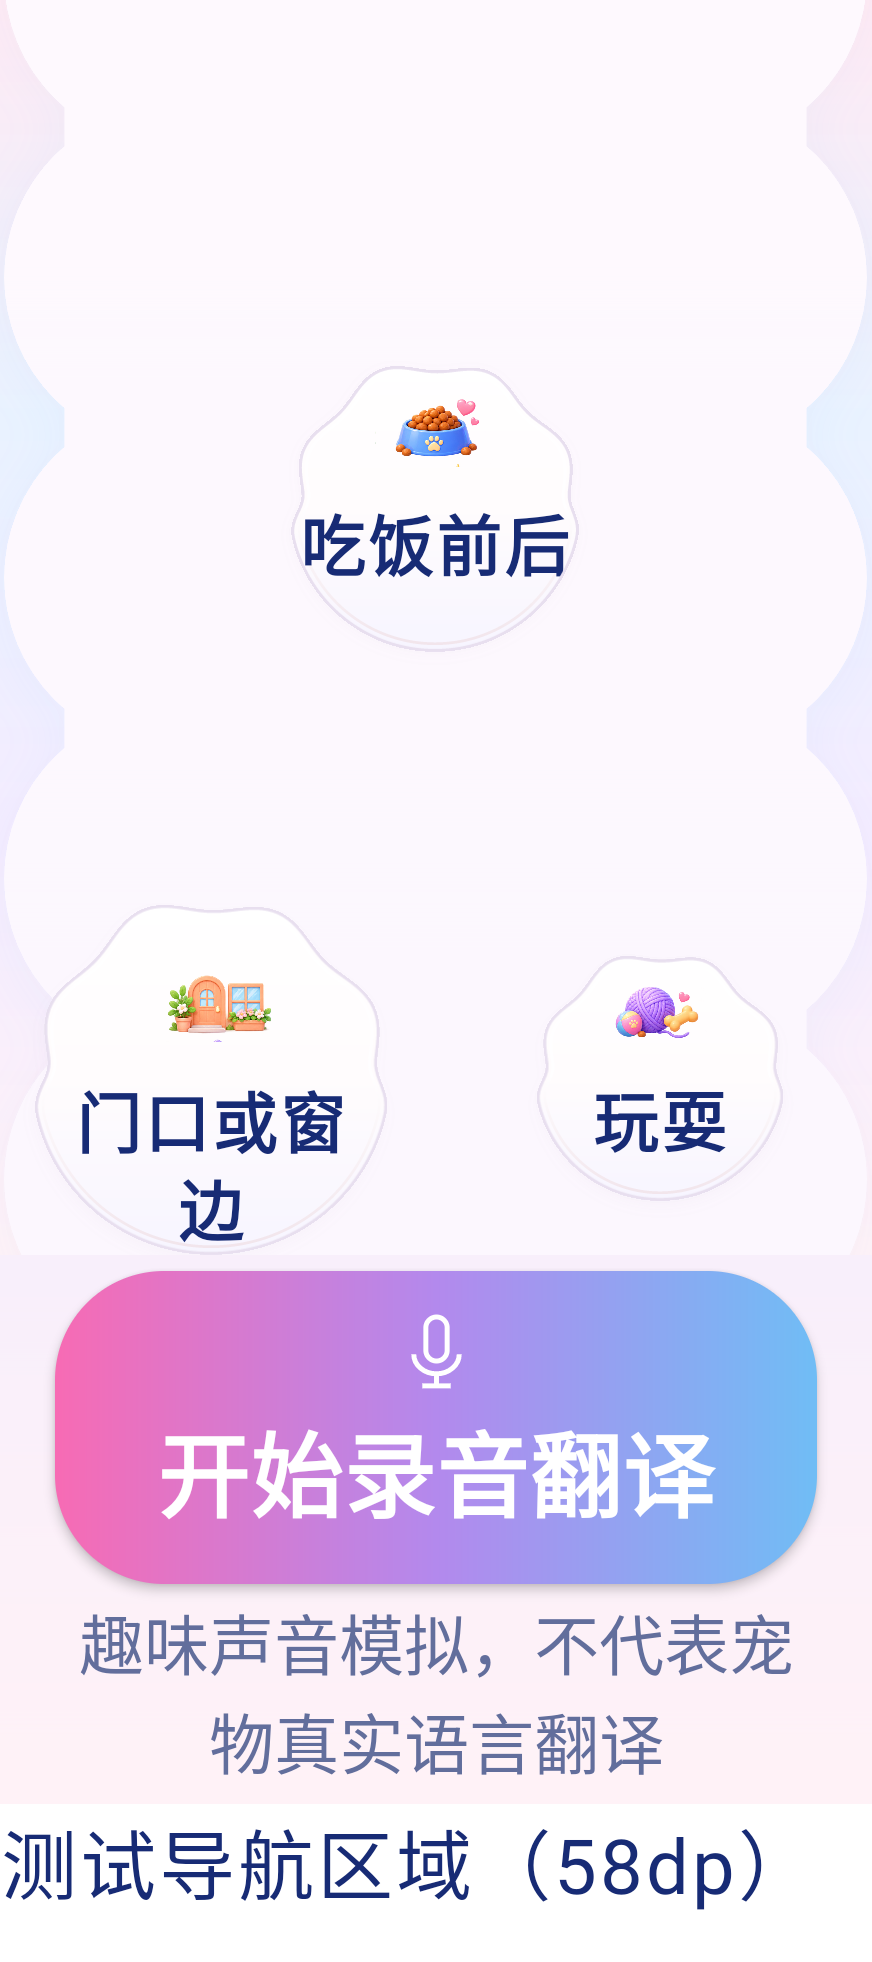 吃饭前后
门口或窗
边
玩耍
开始录音翻译
趣味声音模拟，不代表宠
物真实语言翻译
测试导航区域（58dp）